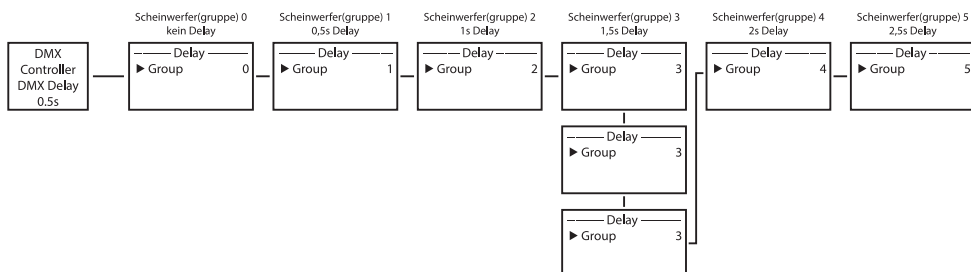 Scheinwerfer(gruppe) 0
kein Delay
Scheinwerfer(gruppe) 1
0,5s Delay
Scheinwerfer(gruppe) 2
1s Delay
Scheinwerfer(gruppe) 3
1,5s Delay
Scheinwerfer(gruppe) 4
2s Delay
Scheinwerfer(gruppe) 5
2,5s Delay
DMX
Controller
DMX Delay
0.5s
Delay
▶ Group 0
Delay
▶ Group 1
Delay
▶ Group 2
Delay
▶ Group 3
Delay
▶ Group 4
Delay
▶ Group 5
Delay
▶ Group 3
Delay
▶ Group 3